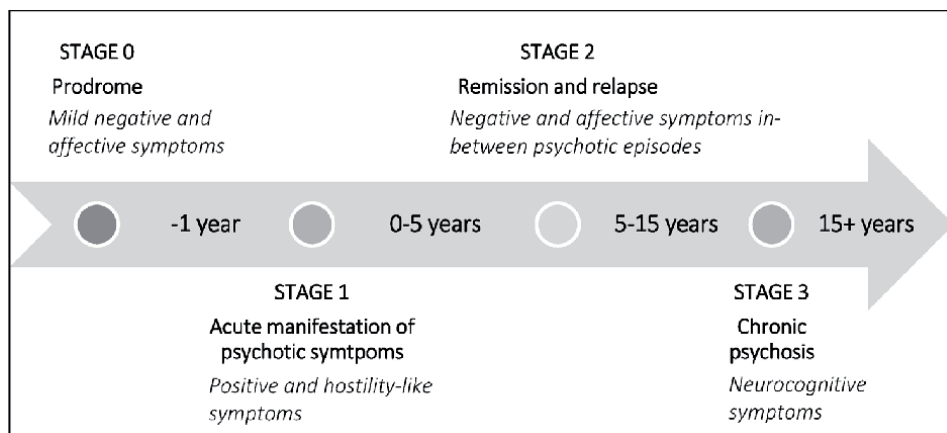 STAGE 0
Prodrome
Mild negative and
affective symptoms
STAGE 2
Remission and relapse
Negative and affective symptoms in-
between psychotic episodes
-1 year
0-5 years
5-15 years
15+ years
STAGE 1
Acute manifestation of
psychotic symtpoms
Positive and hostility-like
symptoms
STAGE 3
Chronic
psychosis
Neurocognitive
symptoms